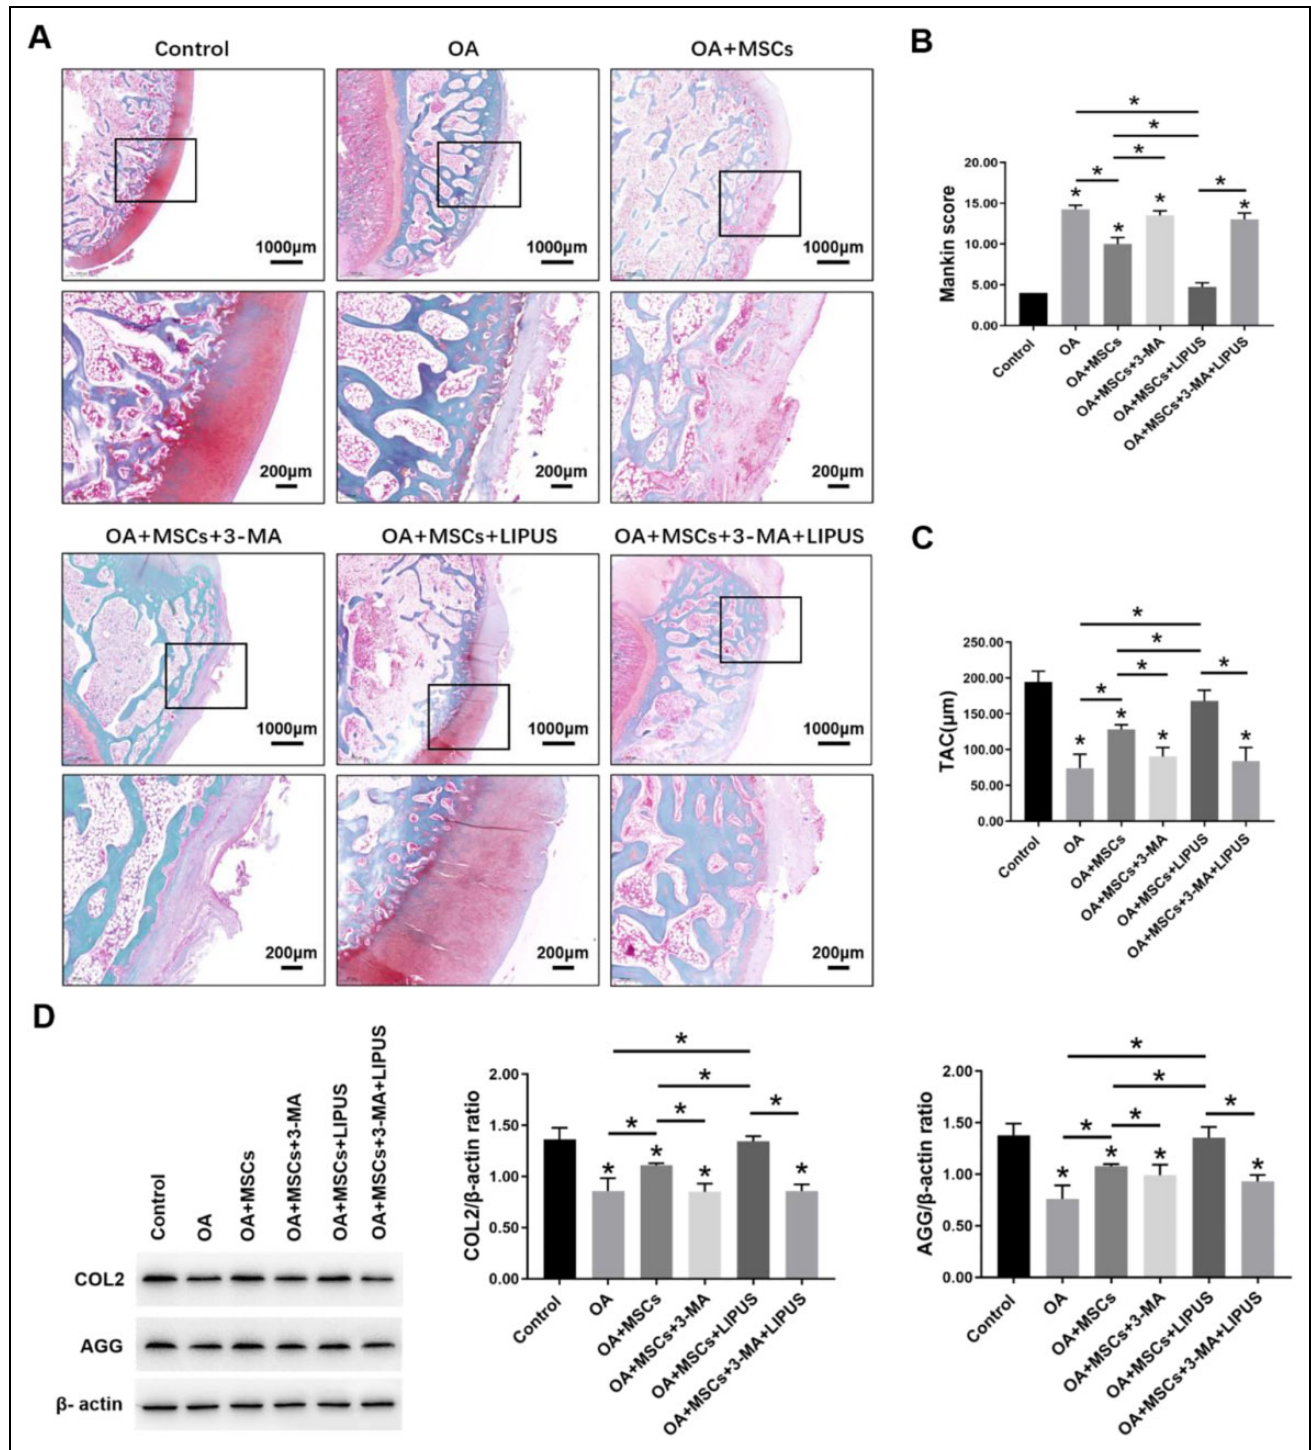 A
Control
OA
OA+MSCs
1000μm
1000μm
1000μm
200μm
200μm
200μm
OA+MSCs+3-MA
OA+MSCs+LIPUS
OA+MSCs+3-MA+LIPUS
1000μm
1000μm
1000μm
200μm
200μm
200μm
B
Mankin score
20.00
15.00
10.00
5.00
0.00
* * * *
* * * *
* * *
Control
OA
OA+MSCs
OA+MSCs+3-MA
OA+MSCs+LIPUS
OA+MSCs+3-MA+LIPUS
C
TAC(μm)
250.00
200.00
150.00
100.00
50.00
0.00
*
*
* *
*
* * * *
Control
OA
OA+MSCs
OA+MSCs+3-MA
OA+MSCs+LIPUS
OA+MSCs+3-MA+LIPUS
D
Control
OA
OA+MSCs
OA+MSCs+3-MA
OA+MSCs+LIPUS
OA+MSCs+3-MA+LIPUS
COL2
AGG
β- actin
COL2/β-actin ratio
2.00
1.50
1.00
0.50
0.00
*
*
* * *
* * * *
Control
OA
OA+MSCs
OA+MSCs+3-MA
OA+MSCs+LIPUS
OA+MSCs+3-MA+LIPUS
AGG/β-actin ratio
2.00
1.50
1.00
0.50
0.00
*
*
* * *
* * * *
Control
OA
OA+MSCs
OA+MSCs+3-MA
OA+MSCs+LIPUS
OA+MSCs+3-MA+LIPUS